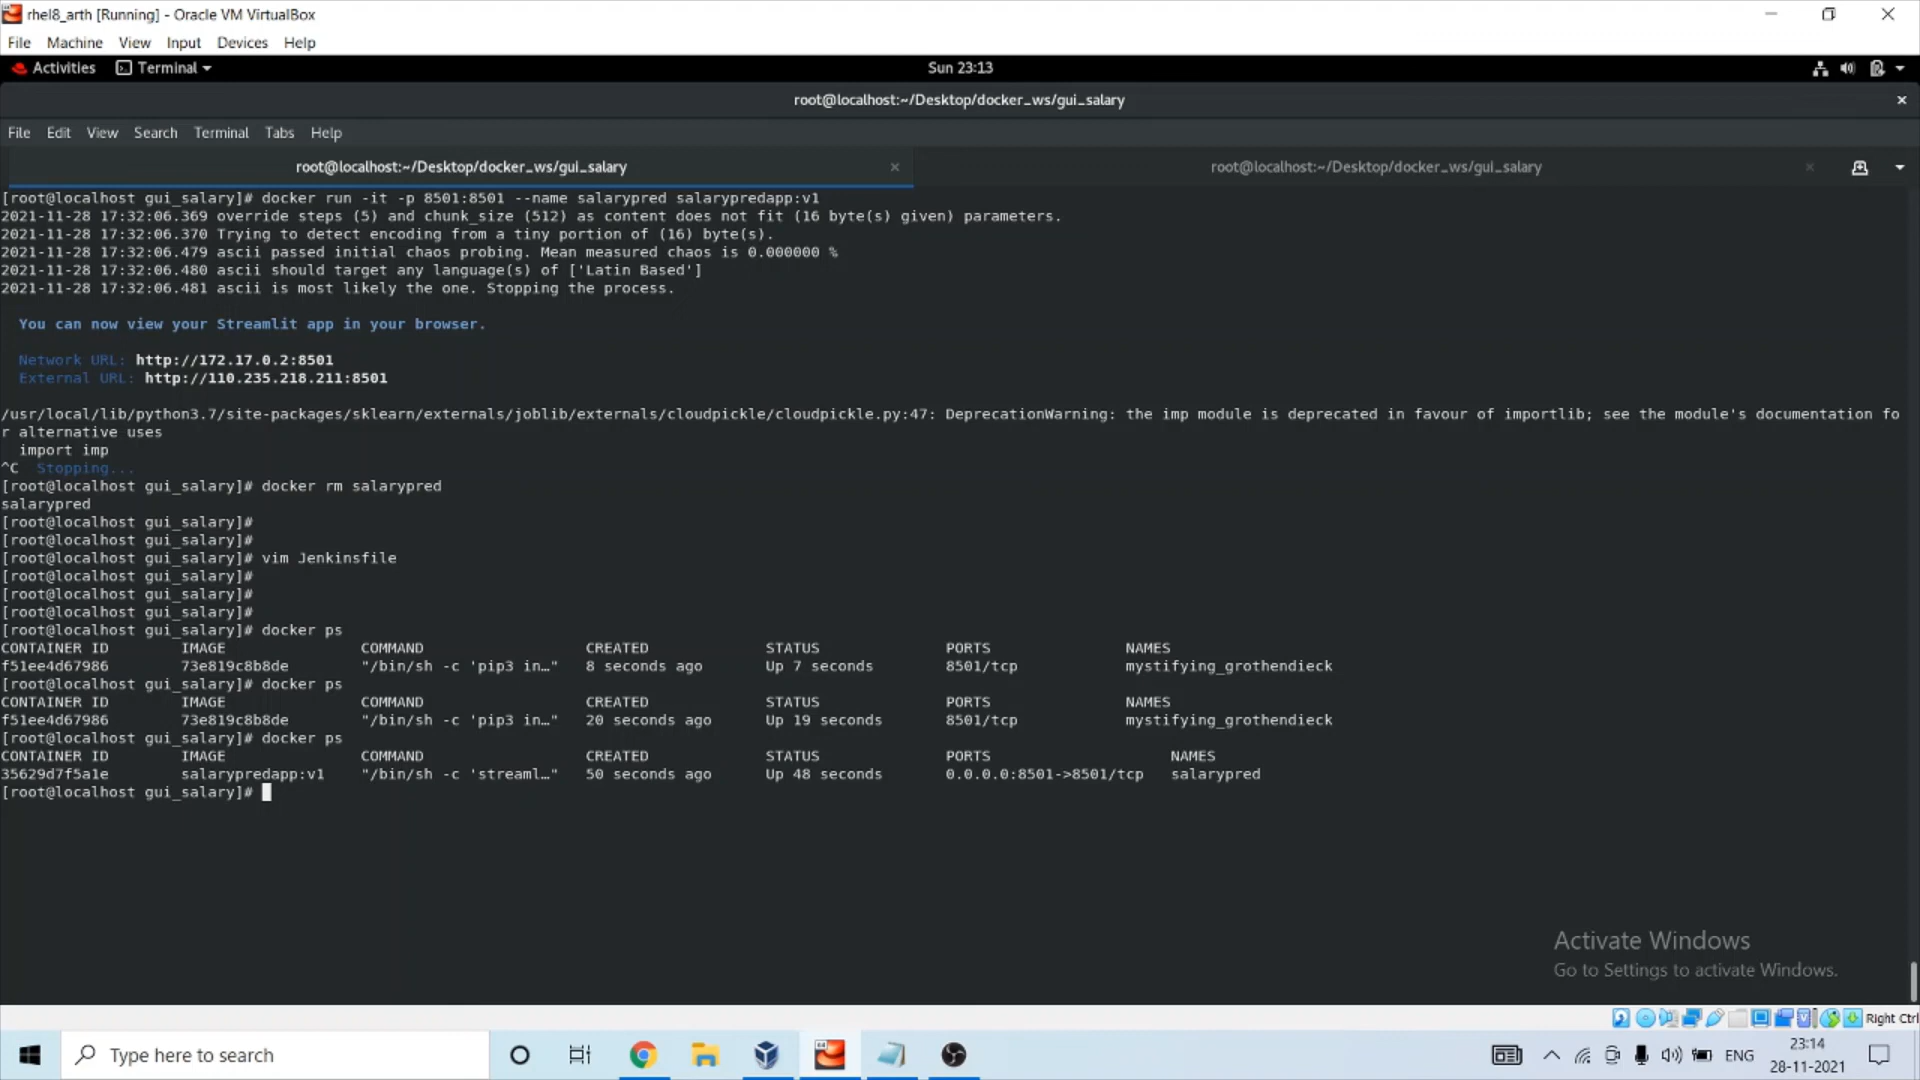 rhel8_arth [Running] - Oracle VM VirtualBox
File Machine View Input Devices Help
Activities Terminal Sun 23:13
root@localhost:~/Desktop/docker_ws/gui_salary
File Edit View Search Terminal Tabs Help
root@localhost:~/Desktop/docker_ws/gui_salary root@localhost:~/Desktop/docker_ws/gui_salary
[root@localhost gui_salary]# docker run -it -p 8501:8501 --name salarypred salarypredapp:v1
2021-11-28 17:32:06.369 override steps (5) and chunk_size (512) as content does not fit (16 byte(s) given) parameters.
2021-11-28 17:32:06.370 Trying to detect encoding from a tiny portion of (16) byte(s).
2021-11-28 17:32:06.479 ascii passed initial chaos probing. Mean measured chaos is 0.000000 %
2021-11-28 17:32:06.480 ascii should target any language(s) of ['Latin Based']
2021-11-28 17:32:06.481 ascii is most likely the one. Stopping the process.
You can now view your Streamlit app in your browser.
Network URL: http://172.17.0.2:8501
External URL: http://110.235.218.211:8501
/usr/local/lib/python3.7/site-packages/sklearn/externals/joblib/externals/cloudpickle/cloudpickle.py:47: DeprecationWarning: the imp module is deprecated in favour of importlib; see the module's documentation fo
r alternative uses
import imp
^C Stopping...
[root@localhost gui_salary]# docker rm salarypred
salarypred
[root@localhost gui_salary]#
[root@localhost gui_salary]#
[root@localhost gui_salary]# vim Jenkinsfile
[root@localhost gui_salary]#
[root@localhost gui_salary]#
[root@localhost gui_salary]#
[root@localhost gui_salary]# docker ps
CONTAINER ID IMAGE COMMAND CREATED STATUS PORTS NAMES
f51ee4d67986 73e819c8b8de "/bin/sh -c 'pip3 in…" 8 seconds ago Up 7 seconds 8501/tcp mystifying_grothendieck
[root@localhost gui_salary]# docker ps
CONTAINER ID IMAGE COMMAND CREATED STATUS PORTS NAMES
f51ee4d67986 73e819c8b8de "/bin/sh -c 'pip3 in…" 20 seconds ago Up 19 seconds 8501/tcp mystifying_grothendieck
[root@localhost gui_salary]# docker ps
CONTAINER ID IMAGE COMMAND CREATED STATUS PORTS NAMES
35629d7f5a1e salarypredapp:v1 "/bin/sh -c 'streaml…" 50 seconds ago Up 48 seconds 0.0.0.0:8501->8501/tcp salarypred
[root@localhost gui_salary]#
Activate Windows
Go to Settings to activate Windows.
Right Ctrl
Type here to search
ENG
23:14
28-11-2021